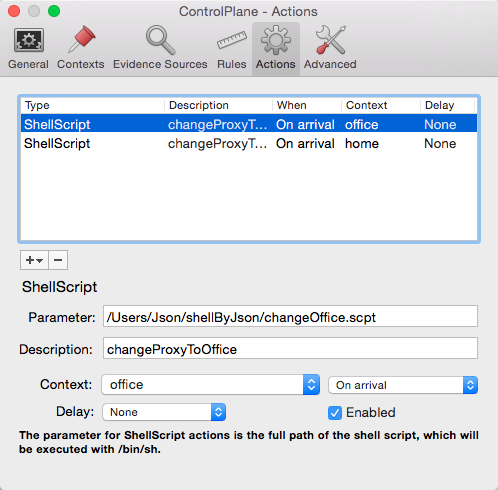 ControlPlane - Actions
General Contexts Evidence Sources Rules Actions Advanced
Type Description When Context Delay
ShellScript changeProxyT... On arrival office None
ShellScript changeProxyT... On arrival home None
ShellScript
Parameter: /Users/Json/shellByJson/changeOffice.scpt
Description: changeProxyToOffice
Context: office On arrival
Delay: None Enabled
The parameter for ShellScript actions is the full path of the shell script, which will
be executed with /bin/sh.